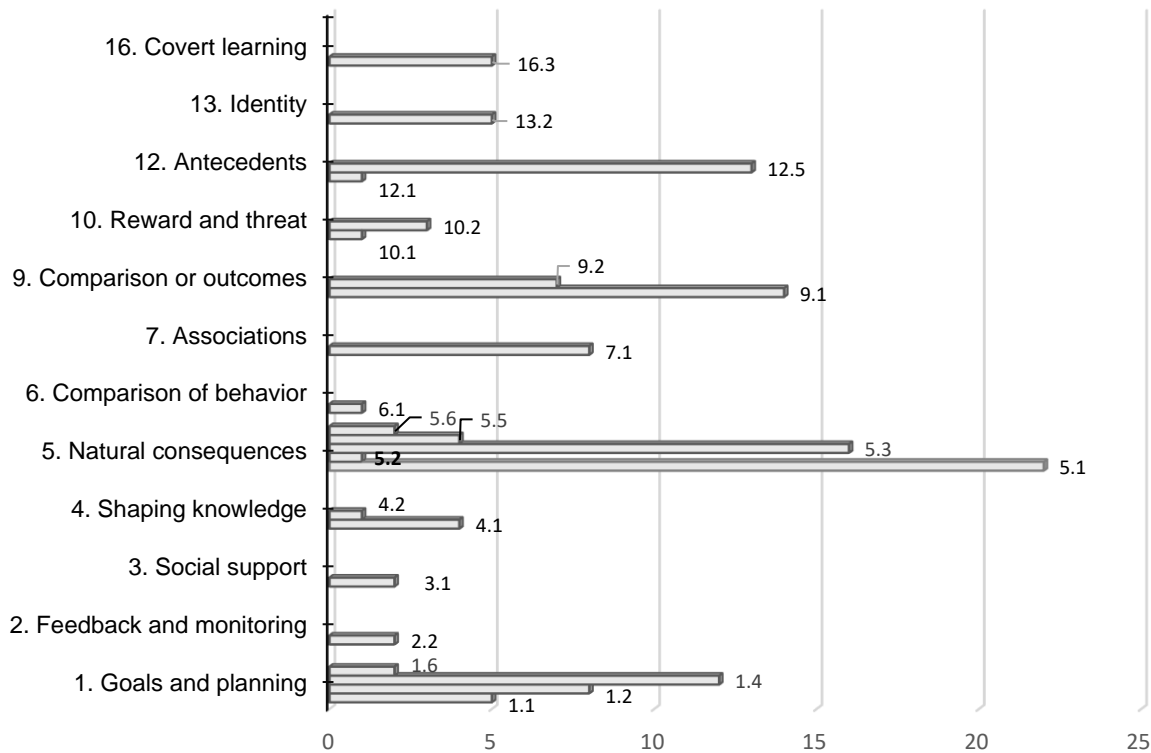 16. Covert learning
16.3
13. Identity
13.2
12. Antecedents
12.5
12.1
10. Reward and threat
10.2
10.1
9.2
9. Comparison or outcomes
9.1
7. Associations
7.1
6. Comparison of behavior
6.1
5.6
5.5
5. Natural consequences
5.3
5.2
5.1
4.2
4. Shaping knowledge
4.1
3. Social support
3.1
2. Feedback and monitoring
2.2
1.6
1. Goals and planning
1.4
1.2
1.1
0 5 10 15 20 25